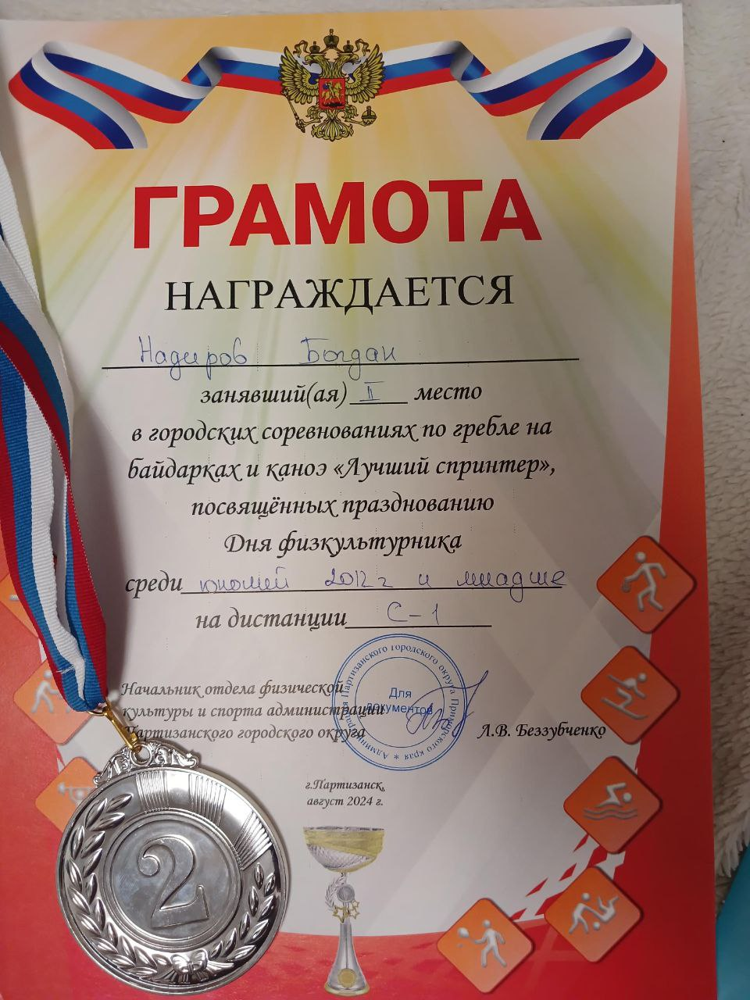 ГРАМОТА
НАГРАЖДАЕТСЯ
Надиров Богдан
занявший(ая) II место
в городских соревнованиях по гребле на
байдарках и каноэ «Лучший спринтер»,
посвящённых празднованию
Дня физкультурника
среди юношей 2012 г и младше
на дистанции С-1
Начальник отдела физической
культуры и спорта администрации
Партизанского городского округа
Л.В. Беззубченко
Администрация Партизанского городского округа Приморского края *
Для
документов
г.Партизанск,
август 2024 г.
2